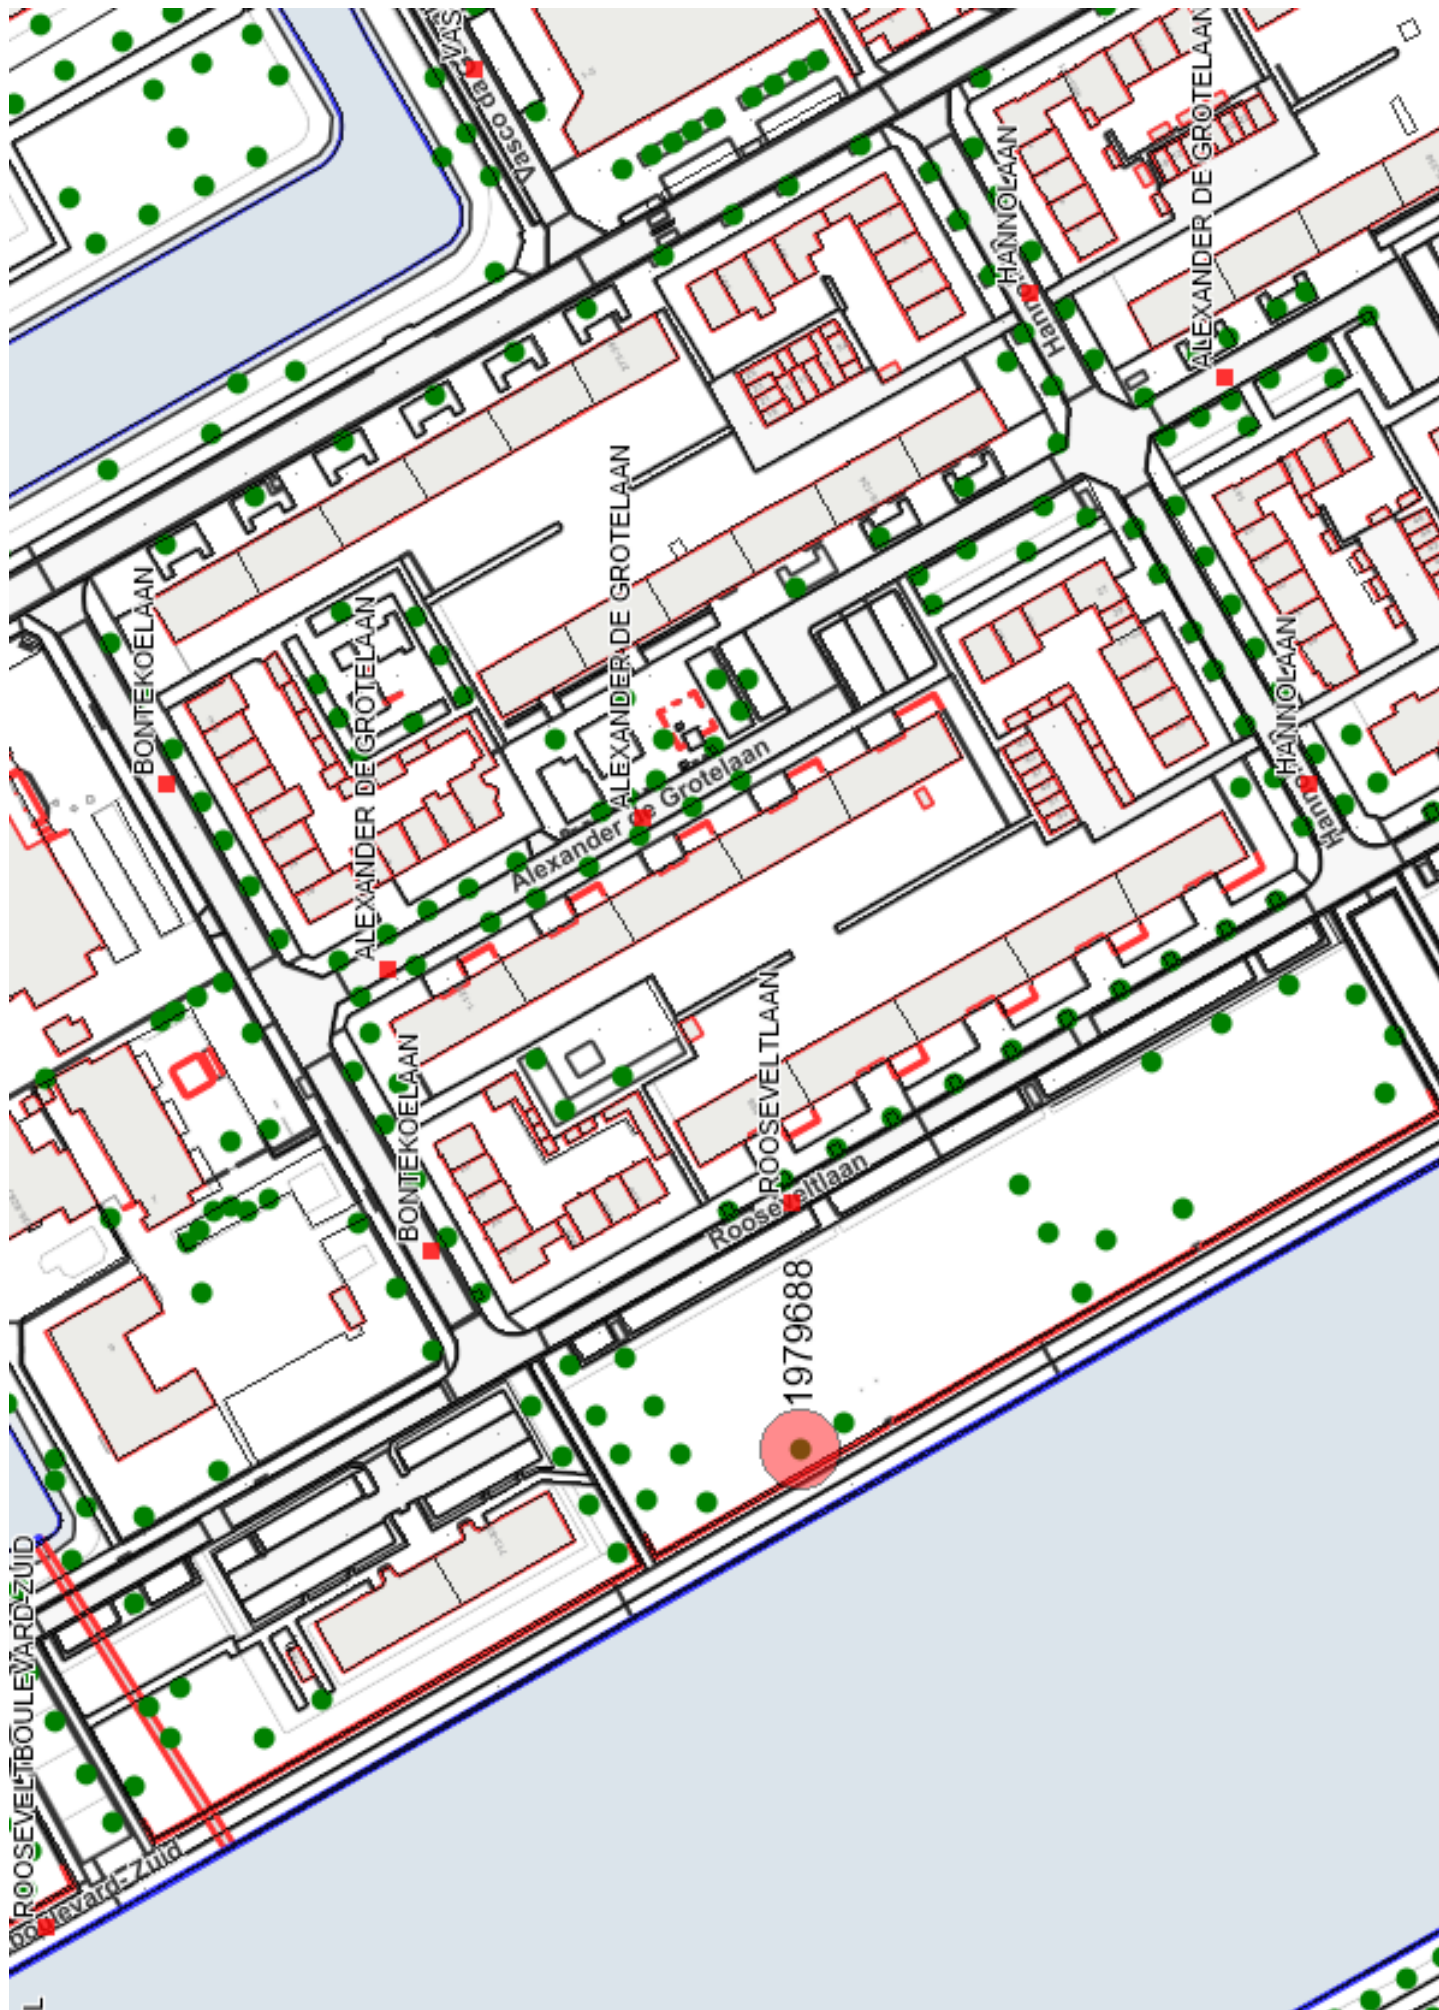 VAS
Vasco da
ALEXANDER DE GROTELAAN
HANNOLAAN
Hanno
BONTEKOELAAN
ALEXANDER DE GROTELAAN
ALEXANDER DE GROTELAAN
Alexander de Grotelaan
HANNOLAAN
Hanno
BONTEKOELAAN
ROOSEVELTLAAN
Rooseveltlaan
1979688
ROOSEVELTBOULEVARD-ZUID
boulevard-Zuid
L